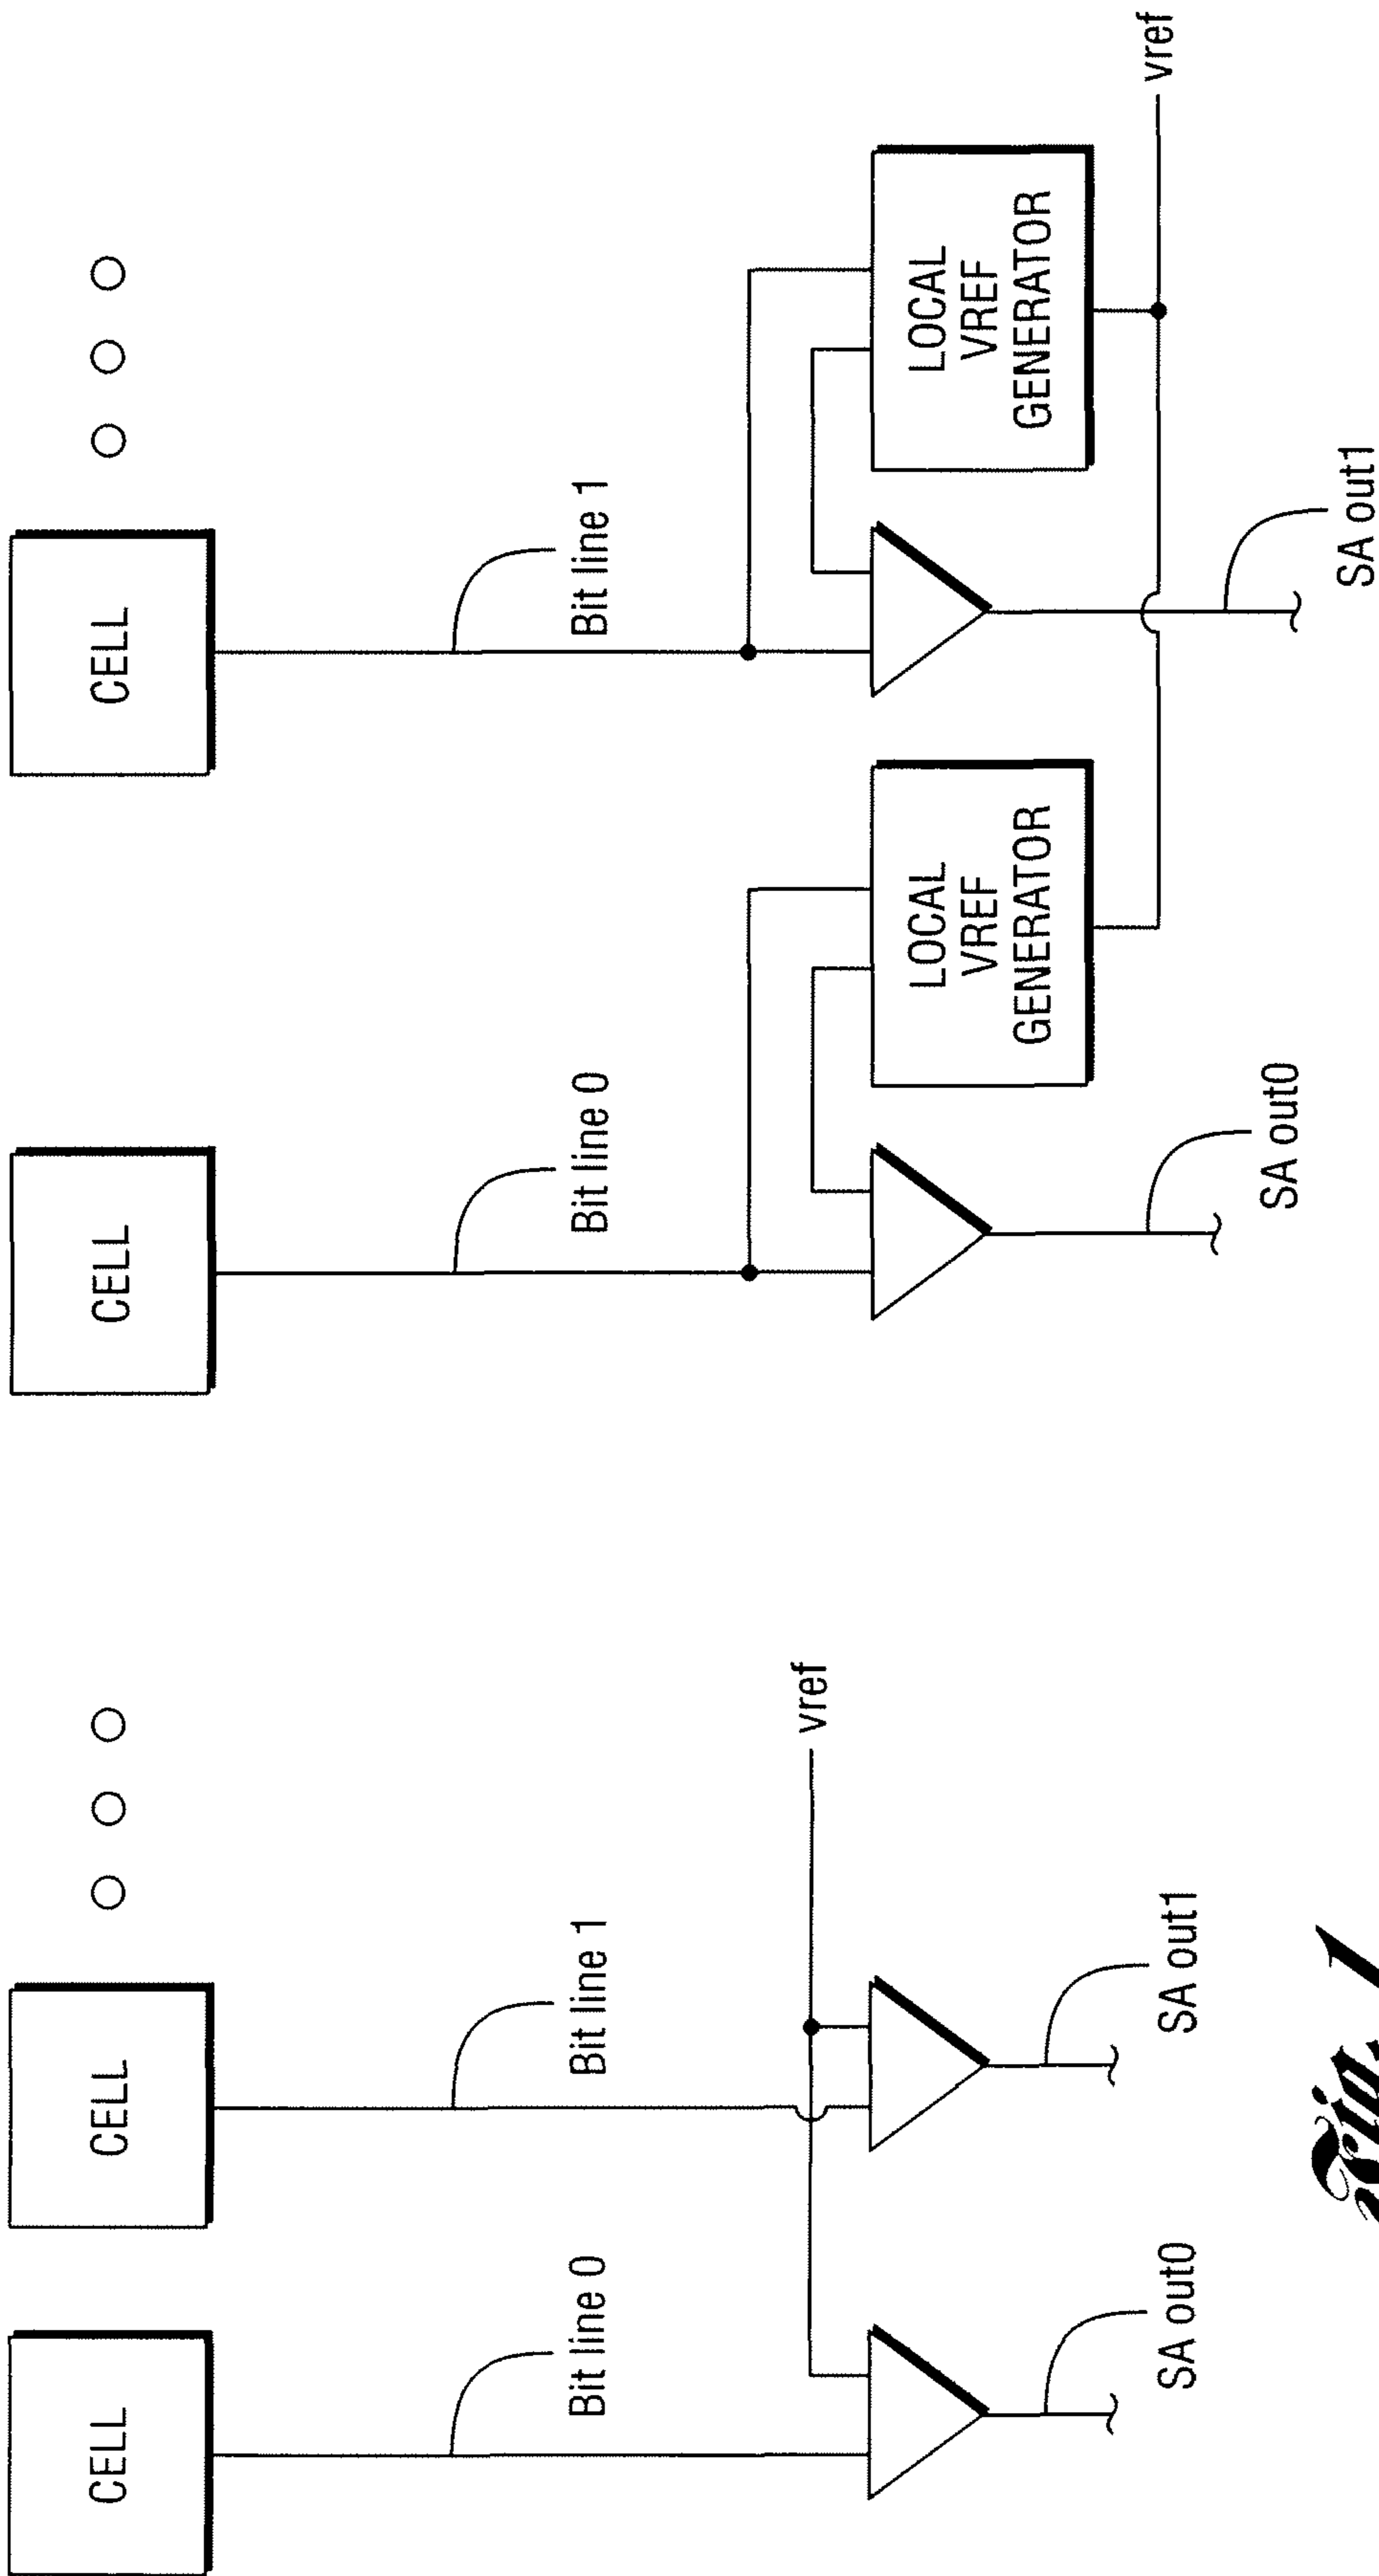 CELL
CELL
Bit line 0
Bit line 1
vref
SA out0
SA out1
Fig. 1
CELL
CELL
Bit line 0
Bit line 1
LOCAL
VREF
GENERATOR
LOCAL
VREF
GENERATOR
vref
SA out0
SA out1